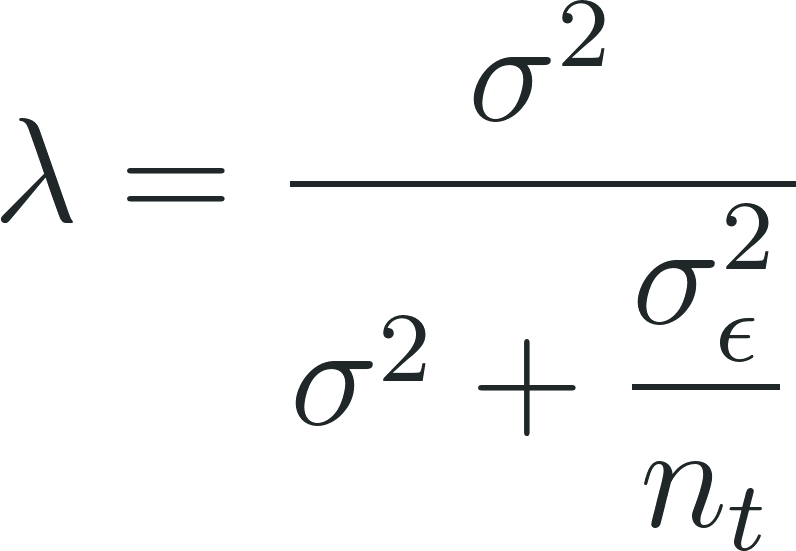 λ = σ² / (σ² + σ_ϵ² / n_t)